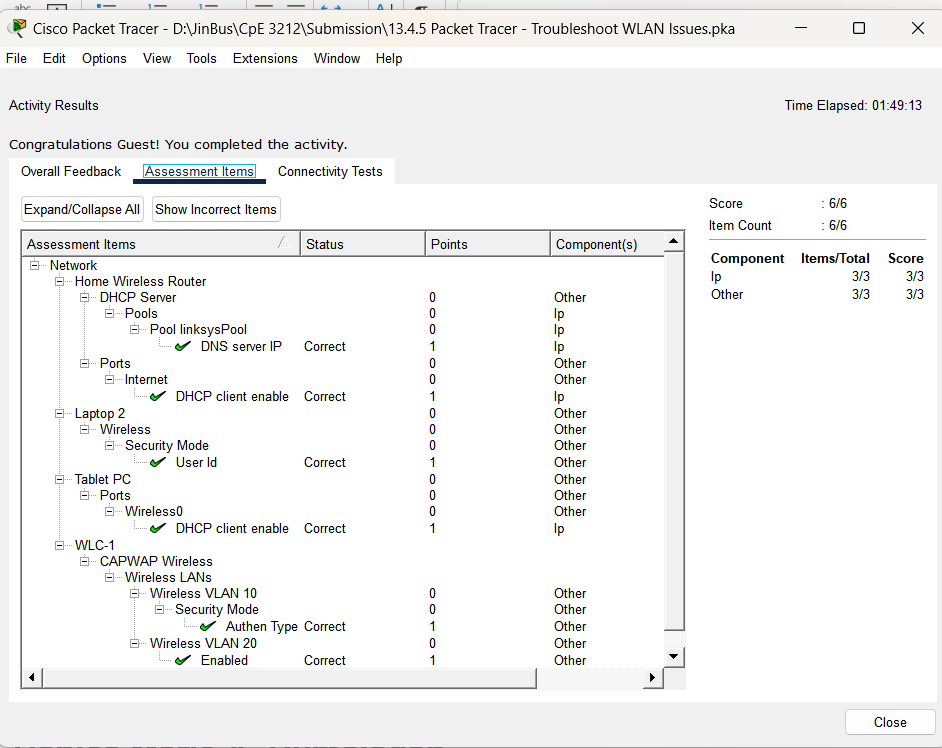 Cisco Packet Tracer - D:\JinBus\CpE 3212\Submission\13.4.5 Packet Tracer - Troubleshoot WLAN Issues.pka
File Edit Options View Tools Extensions Window Help
Activity Results Time Elapsed: 01:49:13
Congratulations Guest! You completed the activity.
Overall Feedback Assessment Items Connectivity Tests
Expand/Collapse All Show Incorrect Items
Score : 6/6
Item Count : 6/6
Component Items/Total Score
Ip 3/3 3/3
Other 3/3 3/3
Assessment Items Status Points Component(s)
Network
Home Wireless Router
DHCP Server 0 Other
Pools 0 Ip
Pool linksysPool 0 Ip
DNS server IP Correct 1 Ip
Ports 0 Other
Internet 0 Other
DHCP client enable Correct 1 Ip
Laptop 2 0 Other
Wireless 0 Other
Security Mode 0 Other
User Id Correct 1 Other
Tablet PC 0 Other
Ports 0 Other
Wireless0 0 Other
DHCP client enable Correct 1 Ip
WLC-1
CAPWAP Wireless
Wireless LANs
Wireless VLAN 10 0 Other
Security Mode 0 Other
Authen Type Correct 1 Other
Wireless VLAN 20 0 Other
Enabled Correct 1 Other
Close